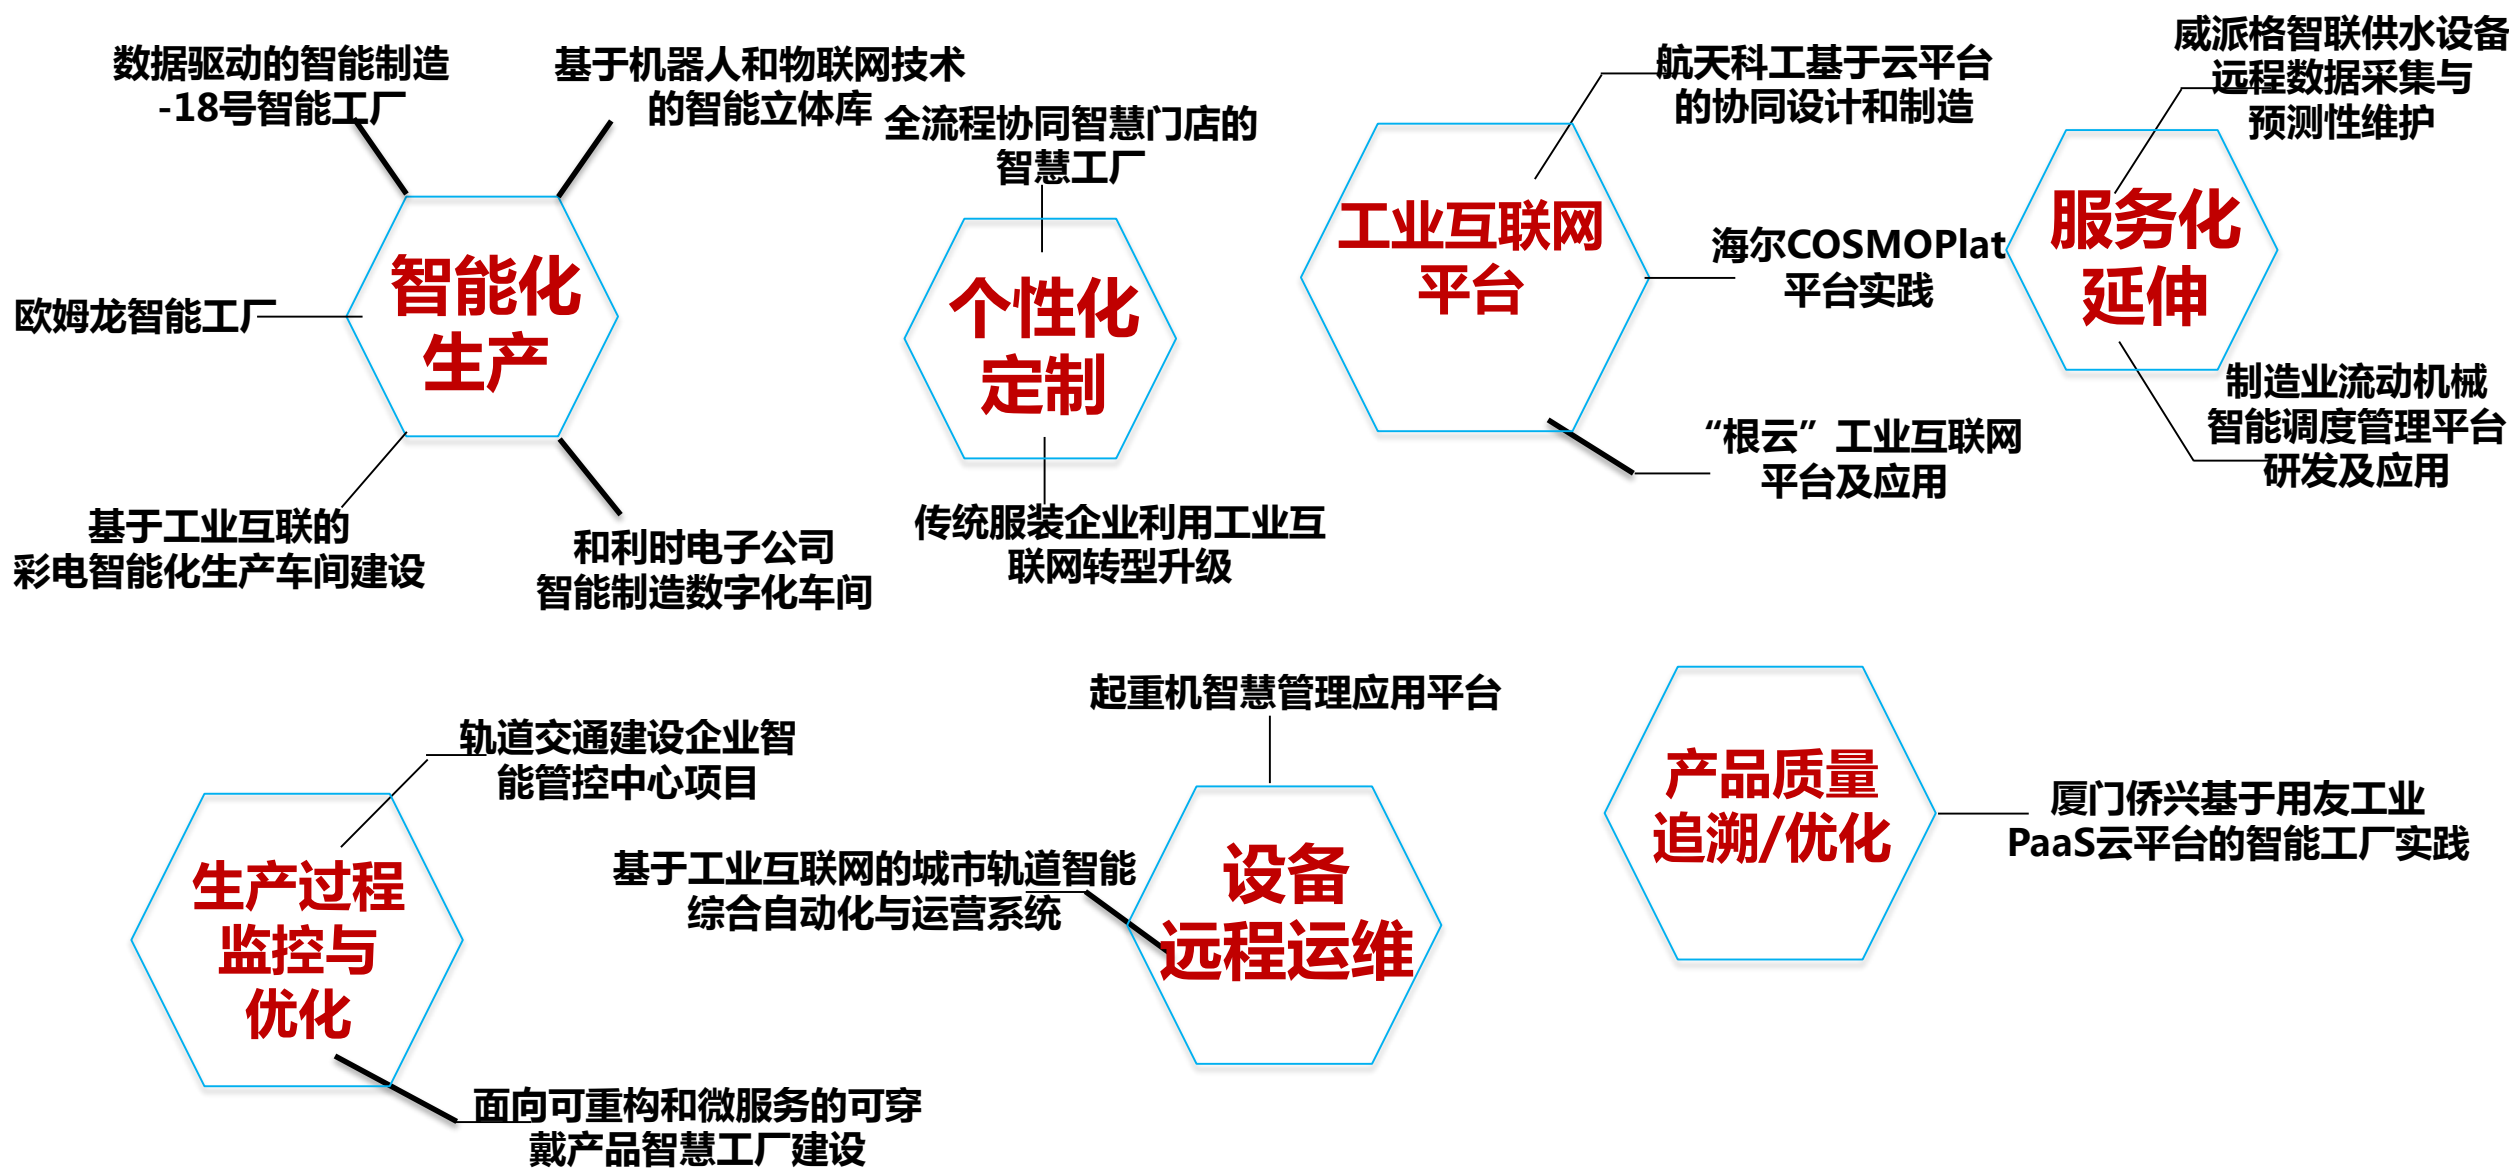 数据驱动的智能制造
-18号智能工厂
基于机器人和物联网技术
的智能立体库
欧姆龙智能工厂
智能化
生产
基于工业互联的
彩电智能化生产车间建设
和利时电子公司
智能制造数字化车间
全流程协同智慧门店的
智慧工厂
个性化
定制
传统服装企业利用工业互
联网转型升级
航天科工基于云平台
的协同设计和制造
工业互联网
平台
海尔COSMOPlat
平台实践
“根云”工业互联网
平台及应用
威派格智联供水设备
远程数据采集与
预测性维护
服务化
延伸
制造业流动机械
智能调度管理平台
研发及应用
轨道交通建设企业智
能管控中心项目
生产过程
监控与
优化
面向可重构和微服务的可穿
戴产品智慧工厂建设
起重机智慧管理应用平台
基于工业互联网的城市轨道智能
综合自动化与运营系统
设备
远程运维
产品质量
追溯/优化
厦门侨兴基于用友工业
PaaS云平台的智能工厂实践